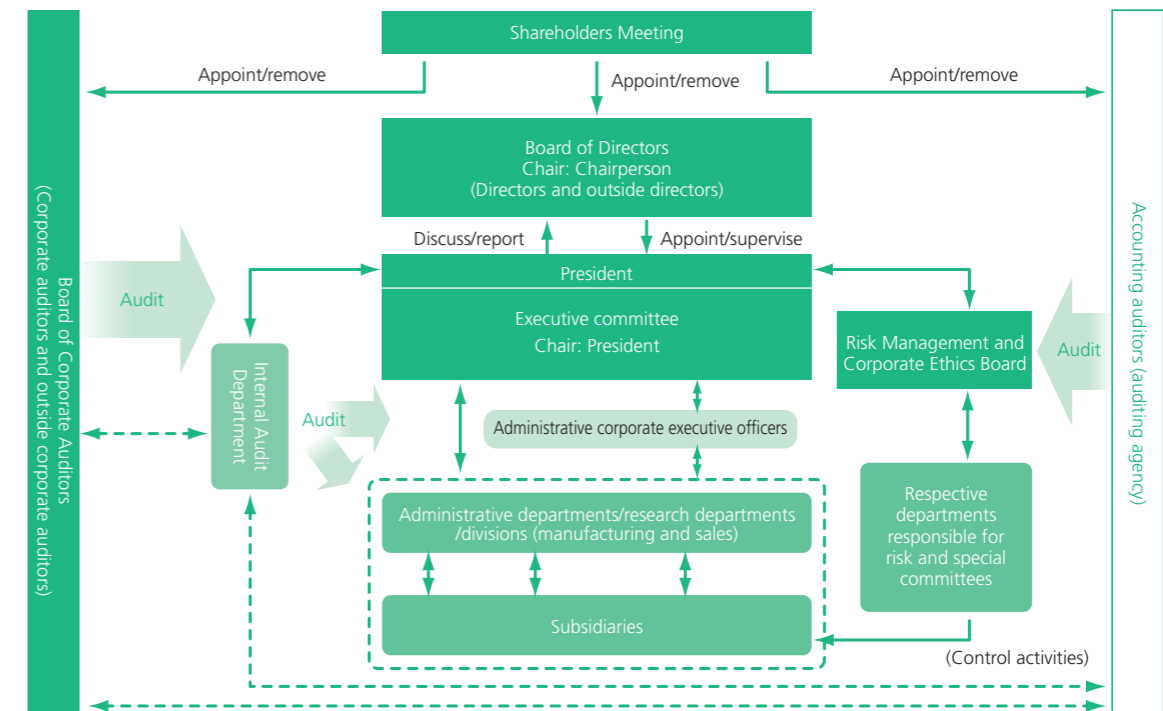 Shareholders Meeting
Appoint/remove
Appoint/remove
Appoint/remove
Board of Directors
Chair: Chairperson
(Directors and outside directors)
Discuss/report
Appoint/supervise
President
Executive committee
Chair: President
Board of Corporate Auditors
(Corporate auditors and outside corporate auditors)
Audit
Internal Audit
Department
Audit
Administrative corporate executive officers
Risk Management and
Corporate Ethics Board
Audit
Accounting auditors (auditing agency)
Administrative departments/research departments
/divisions (manufacturing and sales)
Subsidiaries
Respective
departments
responsible for
risk and special
committees
(Control activities)